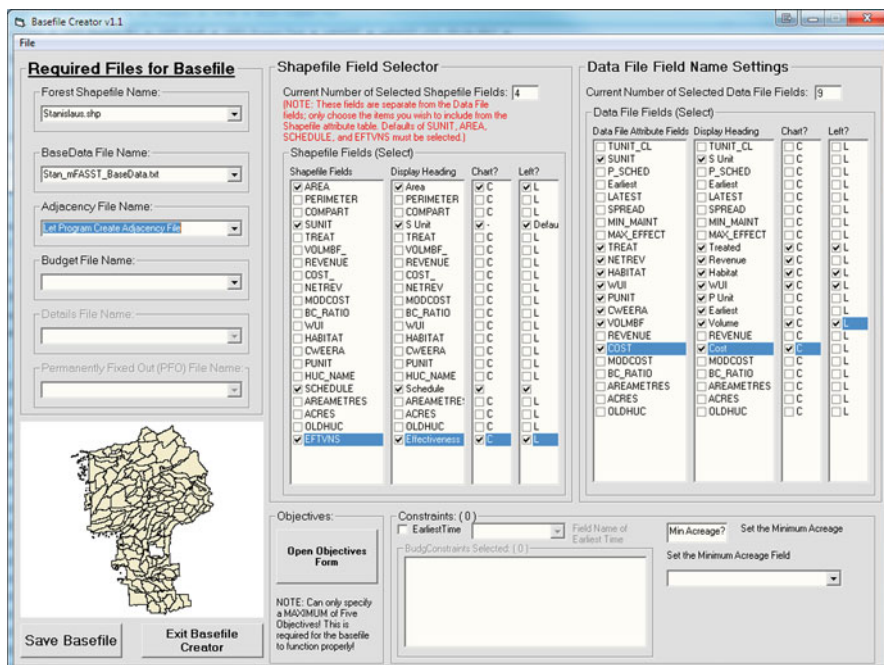 Basefile Creator v1.1
File
Required Files for Basefile
Forest Shapefile Name:
Stanislaus.shp
BaseData File Name:
Stan_mFASST_BaseData.txt
Adjacency File Name:
Let Program Create Adjacency File
Budget File Name:
Details File Name:
Permanently Fixed Out (PFO) File Name:
Save Basefile
Exit Basefile
Creator
Shapefile Field Selector
Current Number of Selected Shapefile Fields: 4
(NOTE: These fields are separate from the Data File
fields; only choose the items you wish to include from the
Shapefile attribute table. Defaults of SUNIT, AREA,
SCHEDULE, and EFTVNS must be selected.)
Shapefile Fields (Select)
Shapefile Fields Display Heading Chart? Left?
AREA Area C L
PERIMETER PERIMETER C L
COMPART COMPART C L
SUNIT S Unit - Defau
TREAT TREAT C L
VOLMBF_ VOLMBF_ C L
REVENUE REVENUE C L
COST_ COST_ C L
NETREV NETREV C L
MODCOST MODCOST C L
BC_RATIO BC_RATIO C L
WUI WUI C L
HABITAT HABITAT C L
CWEERA CWEERA C L
PUNIT PUNIT C L
HUC_NAME HUC_NAME C L
SCHEDULE Schedule
AREAMETRES AREAMETRE: C L
ACRES ACRES C L
OLDHUC OLDHUC C L
EFTVNS Effectiveness C L
Data File Field Name Settings
Current Number of Selected Data File Fields: 9
Data File Fields (Select)
Data File Attribute Fields Display Heading Chart? Left?
TUNIT_CL TUNIT_CL C L
SUNIT S Unit C L
P_SCHED P_SCHED C L
Earliest Earliest C L
LATEST LATEST C L
SPREAD SPREAD C L
MIN_MAINT MIN_MAINT C L
MAX_EFFECT MAX_EFFECT C L
TREAT Treated C L
NETREV Revenue C L
HABITAT Habitat C L
WUI WUI C L
PUNIT P Unit C L
CWEERA Earliest C L
VOLMBF Volume C L
REVENUE REVENUE C L
COST Cost C L
MODCOST MODCOST C L
BC_RATIO BC_RATIO C L
AREAMETRES AREAMETRES C L
ACRES ACRES C L
OLDHUC OLDHUC C L
Objectives:
Open Objectives
Form
NOTE: Can only specify
a MAXIMUM of Five
Objectives! This is
required for the basefile
to function properly!
Constraints: ( 0 )
EarliestTime
Field Name of
Earliest Time
BudgConstraints Selected: ( 0 )
Min Acreage? Set the Minimum Acreage
Set the Minimum Acreage Field